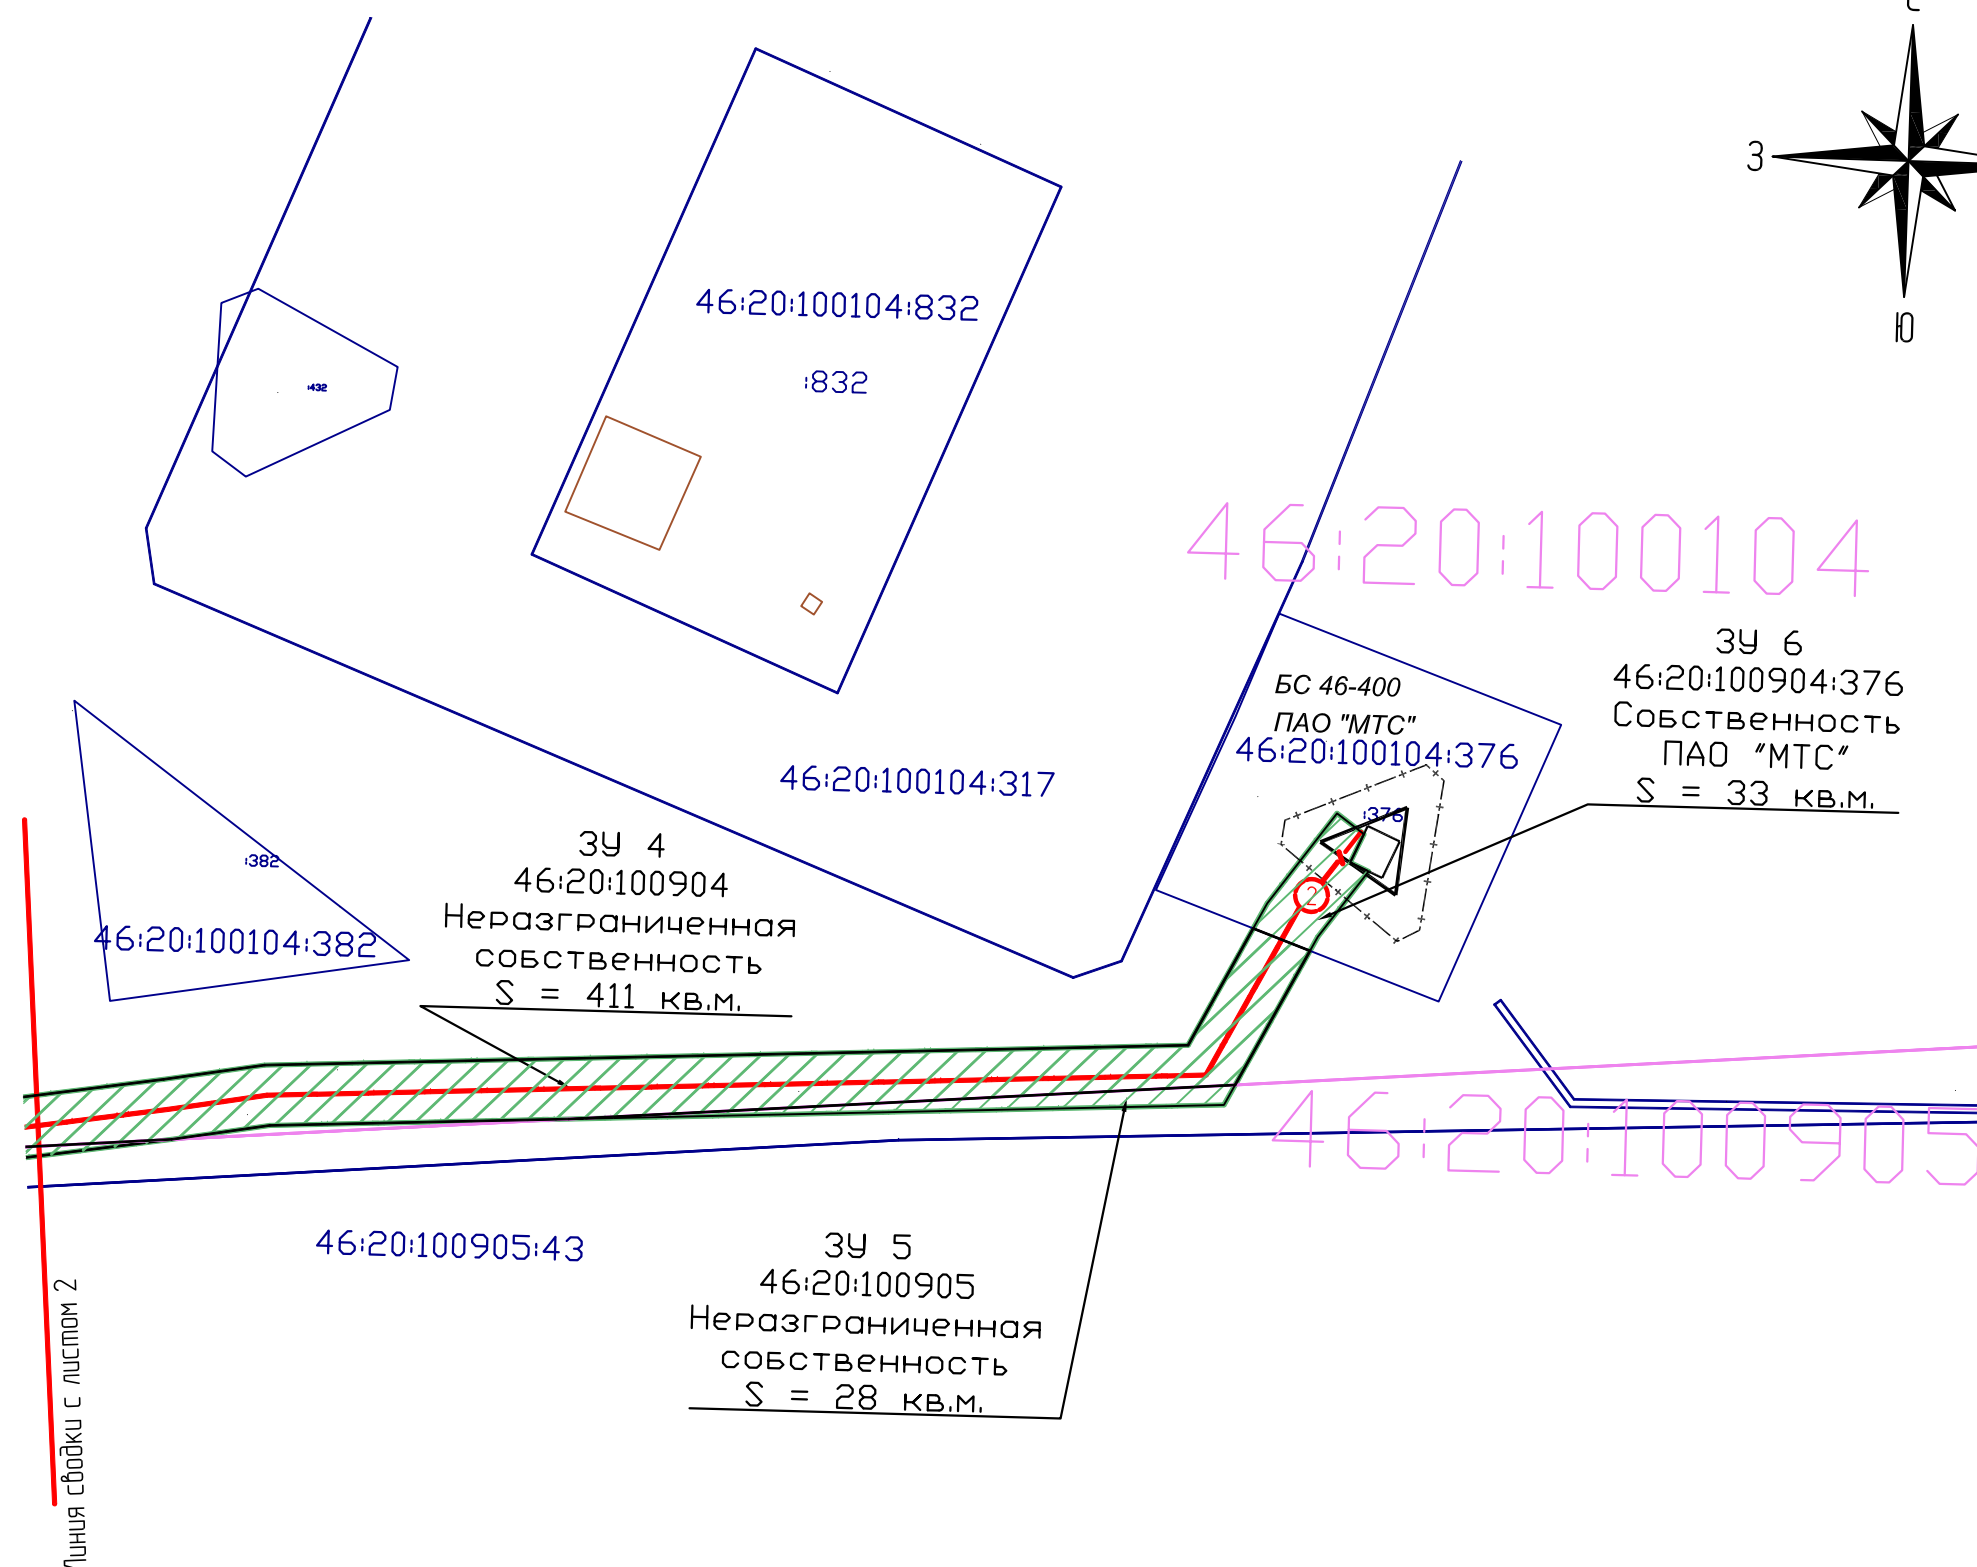 З
Ю
46:20:100104:832
:832
:432
46:20:100104
ЗУ 6
46:20:100904:376
Собственность
ПАО "МТС"
S = 33 кв.м.
БС 46-400
ПАО "МТС"
46:20:100104:376
:376
46:20:100104:317
:382
46:20:100104:382
ЗУ 4
46:20:100904
Неразграниченная
собственность
S = 411 кв.м.
2
46:20:100905
46:20:100905:43
ЗУ 5
46:20:100905
Неразграниченная
собственность
S = 28 кв.м.
Линия сводки с листом 2